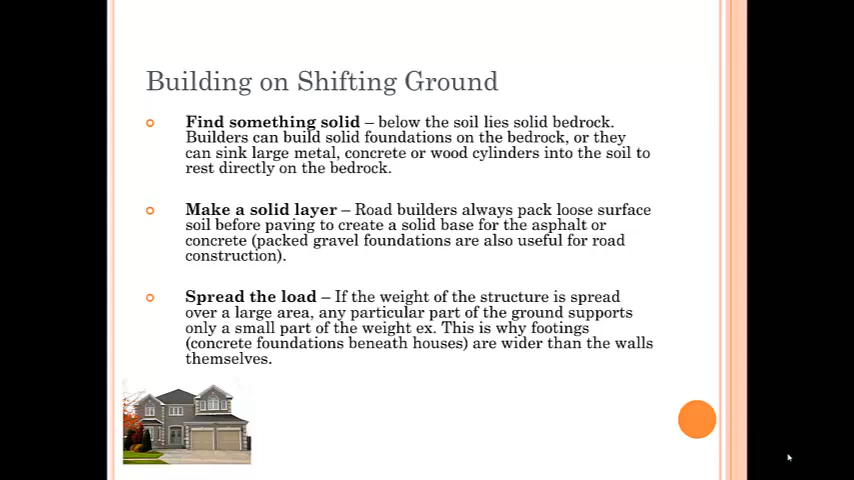 Building on Shifting Ground
Find something solid – below the soil lies solid bedrock.
Builders can build solid foundations on the bedrock, or they
can sink large metal, concrete or wood cylinders into the soil to
rest directly on the bedrock.
Make a solid layer – Road builders always pack loose surface
soil before paving to create a solid base for the asphalt or
concrete (packed gravel foundations are also useful for road
construction).
Spread the load – If the weight of the structure is spread
over a large area, any particular part of the ground supports
only a small part of the weight ex. This is why footings
(concrete foundations beneath houses) are wider than the walls
themselves.